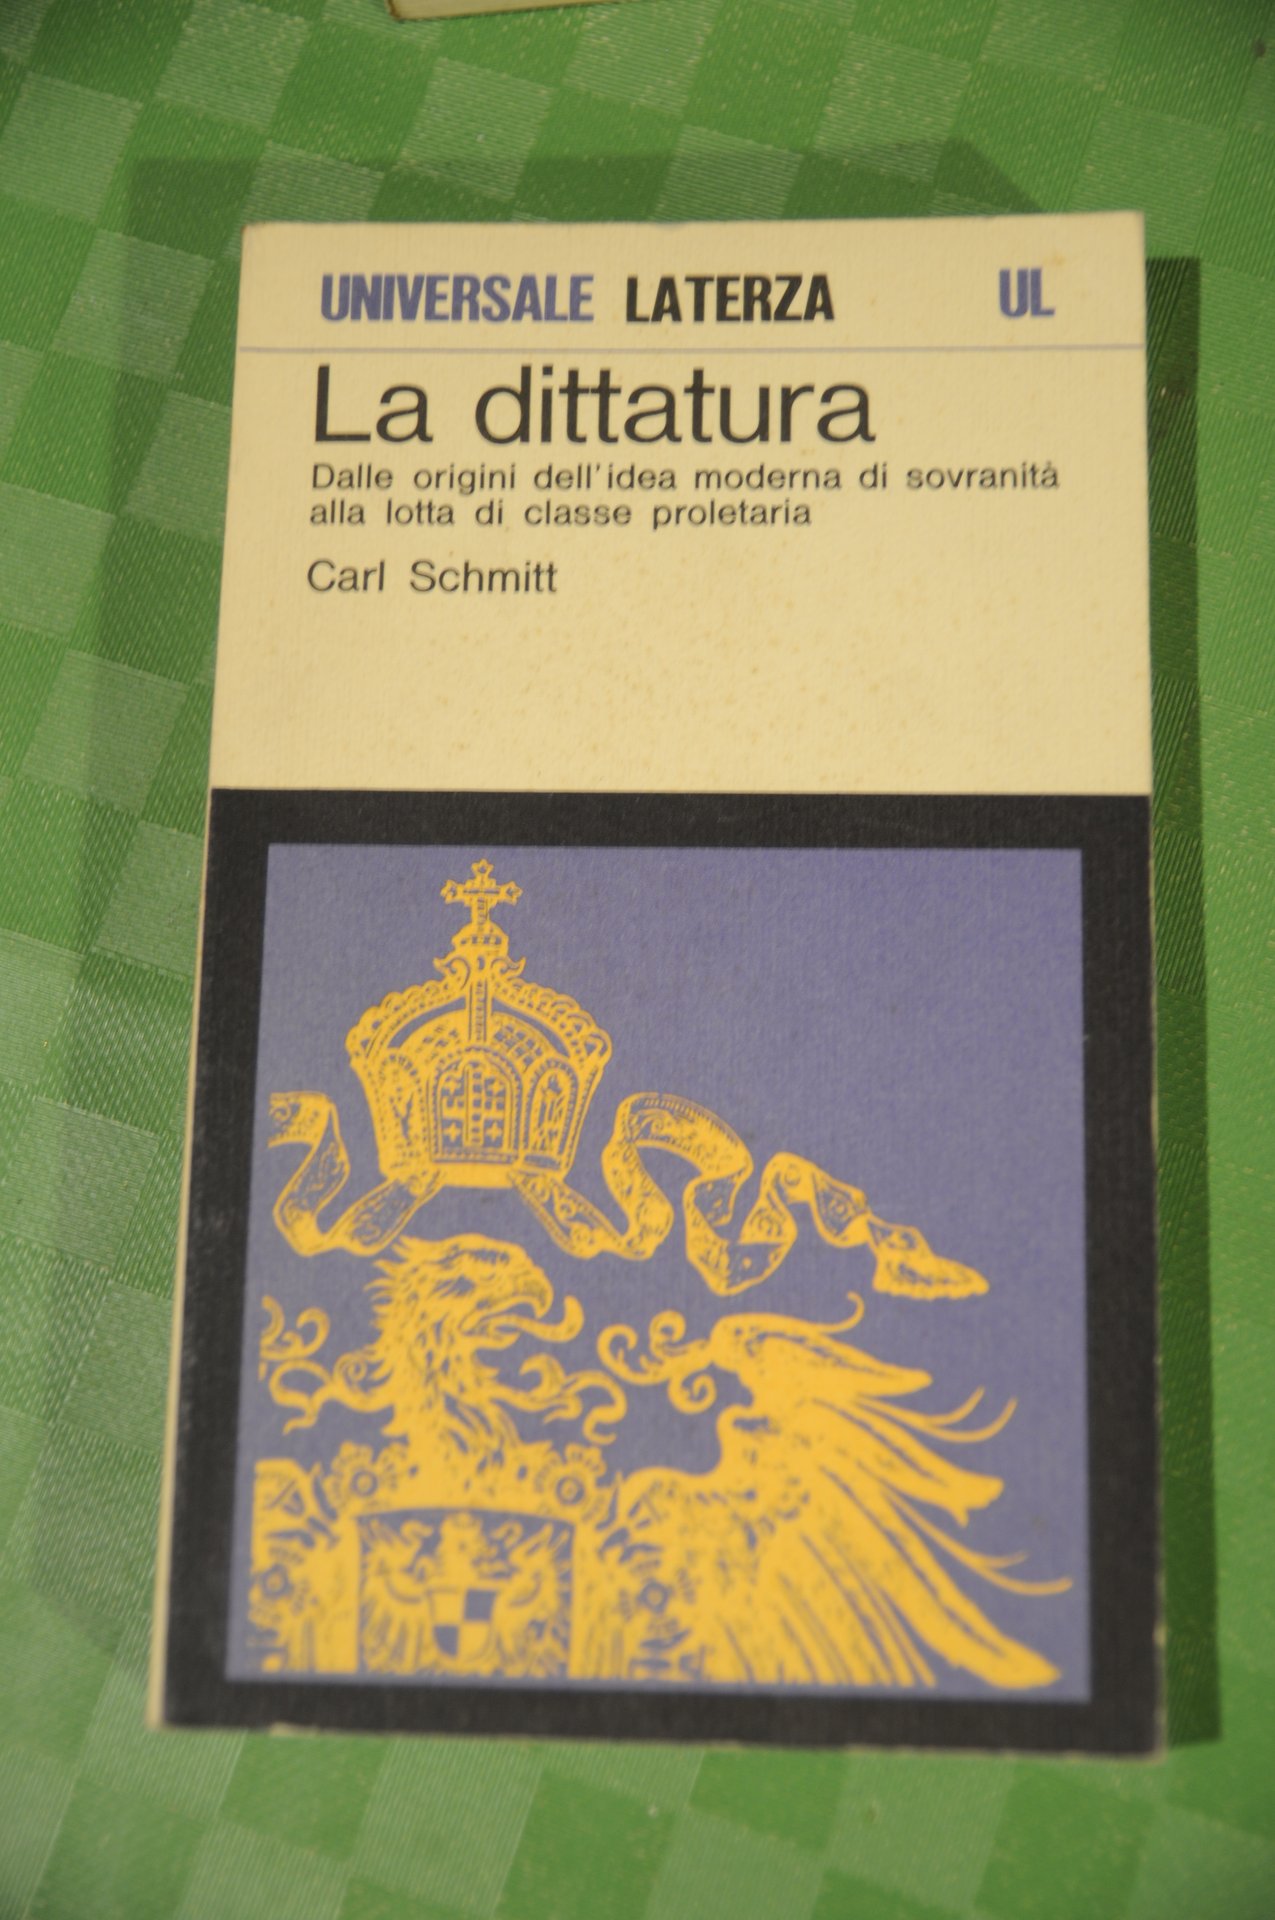 UNIVERSALE LATERZA UL
La dittatura
Dalle origini dell'idea moderna di sovranità
alla lotta di classe proletaria
Carl Schmitt